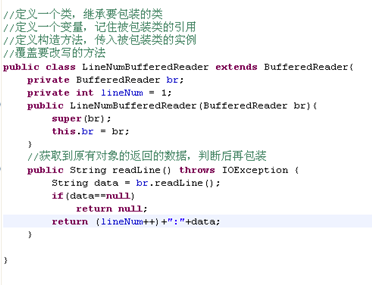 //定义一个类，继承要包装的类
//定义一个变量，记住被包装类的引用
//定义构造方法，传入被包装类的实例
//覆盖要改写的方法
public class LineNumBufferedReader extends BufferedReader{
private BufferedReader br;
private int lineNum = 1;
public LineNumBufferedReader(BufferedReader br){
super(br);
this.br = br;
}
//获取到原有对象的返回的数据，判断后再包装
public String readLine() throws IOException {
String data = br.readLine();
if(data==null)
return null;
return (lineNum++)+":"+data;
}
}